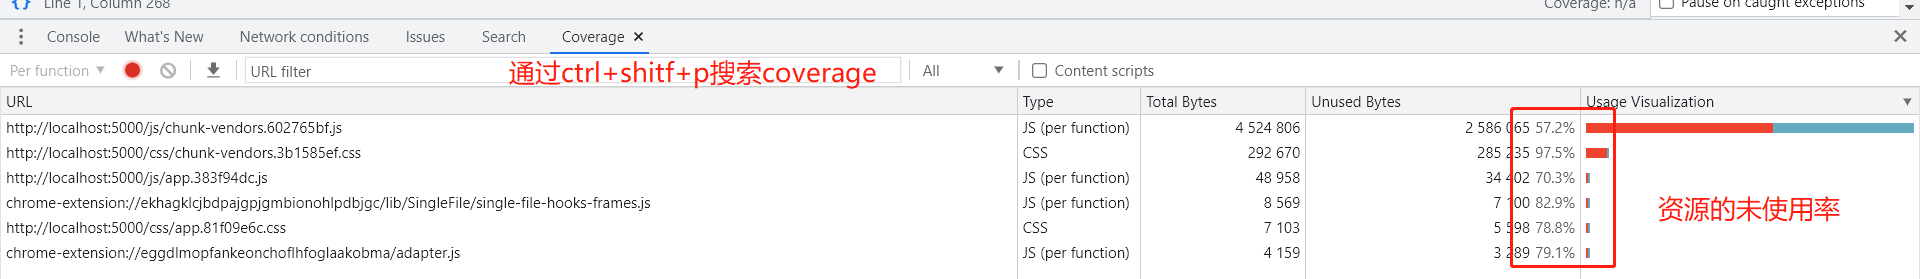 {} Line 1, Column 268 Coverage: n/a Pause on caught exceptions
Console What's New Network conditions Issues Search Coverage
Per function URL filter 通过ctrl+shitf+p搜索coverage All Content scripts
URL Type Total Bytes Unused Bytes Usage Visualization
http://localhost:5000/js/chunk-vendors.602765bf.js JS (per function) 4 524 806 2 586 065 57.2%
http://localhost:5000/css/chunk-vendors.3b1585ef.css CSS 292 670 285 235 97.5%
http://localhost:5000/js/app.383f94dc.js JS (per function) 48 958 34 402 70.3%
chrome-extension://ekhagklcjbdpajgpjgmbionohlpdbjgc/lib/SingleFile/single-file-hooks-frames.js JS (per function) 8 569 7 100 82.9%
资源的未使用率
http://localhost:5000/css/app.81f09e6c.css CSS 7 103 5 598 78.8%
chrome-extension://eggdlmopfankeonchoflhfoglaakobma/adapter.js JS (per function) 4 159 3 289 79.1%